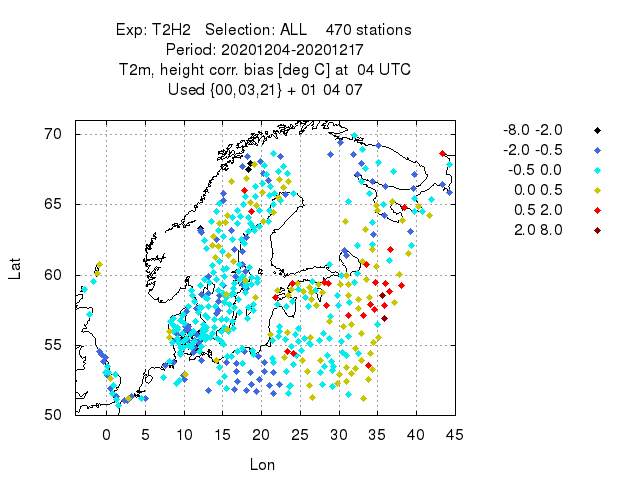 Exp: T2H2 Selection: ALL 470 stations
Period: 20201204-20201217
T2m, height corr. bias [deg C] at 04 UTC
Used {00,03,21} + 01 04 07
70
65
60
55
50
Lat
0 5 10 15 20 25 30 35 40 45
Lon
-8.0 -2.0
-2.0 -0.5
-0.5 0.0
0.0 0.5
0.5 2.0
2.0 8.0